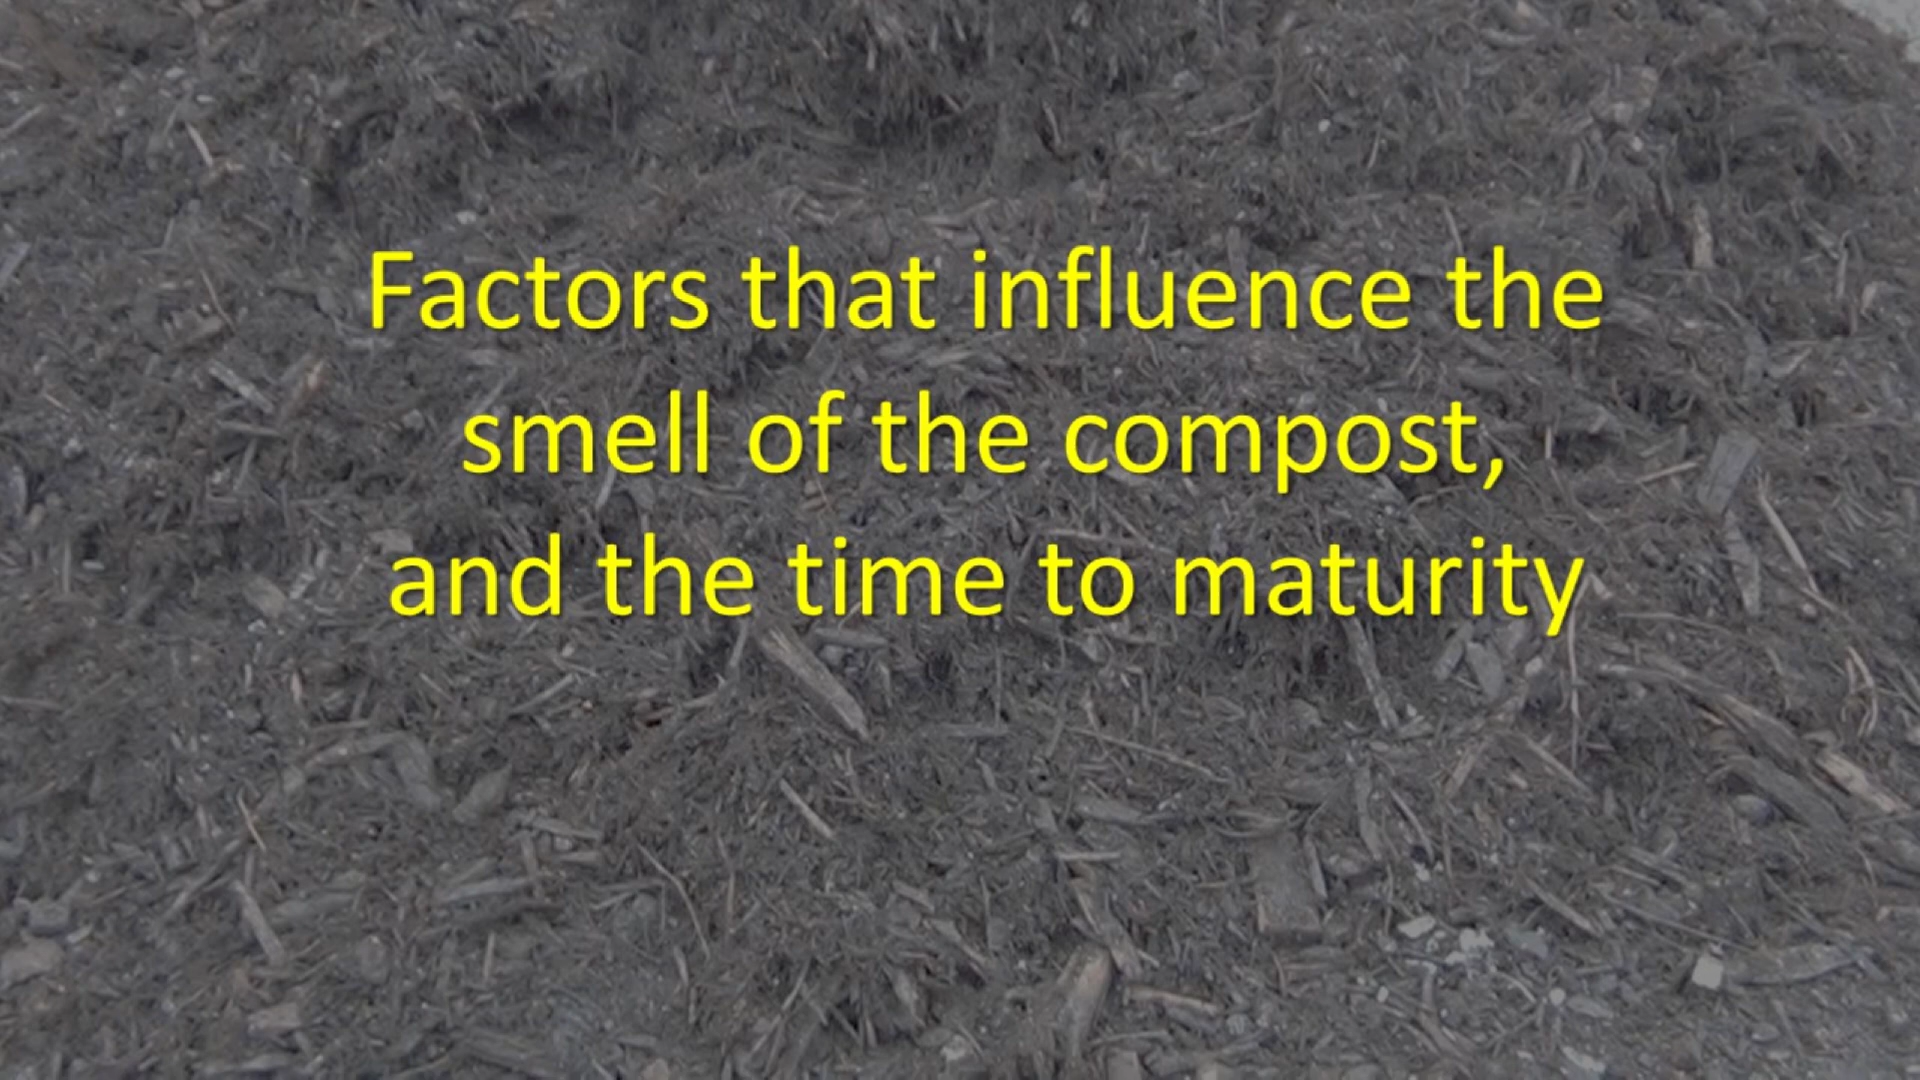 Factors that influence the
smell of the compost,
and the time to maturity